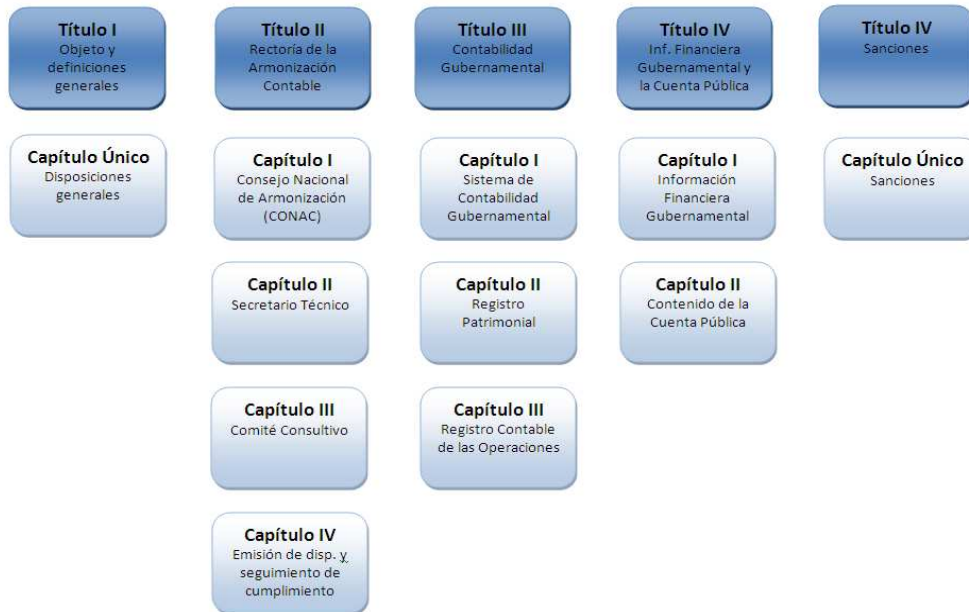 Título I
Objeto y
definiciones
generales
Título II
Rectoría de la
Armonización
Contable
Título III
Contabilidad
Gubernamental
Título IV
Inf. Financiera
Gubernamental y
la Cuenta Pública
Título IV
Sanciones
Capítulo Único
Disposiciones
generales
Capítulo I
Consejo Nacional
de Armonización
(CONAC)
Capítulo I
Sistema de
Contabilidad
Gubernamental
Capítulo I
Información
Financiera
Gubernamental
Capítulo Único
Sanciones
Capítulo II
Secretario Técnico
Capítulo II
Registro
Patrimonial
Capítulo II
Contenido de la
Cuenta Pública
Capítulo III
Comité Consultivo
Capítulo III
Registro Contable
de las Operaciones
Capítulo IV
Emisión de disp. y
seguimiento de
cumplimiento